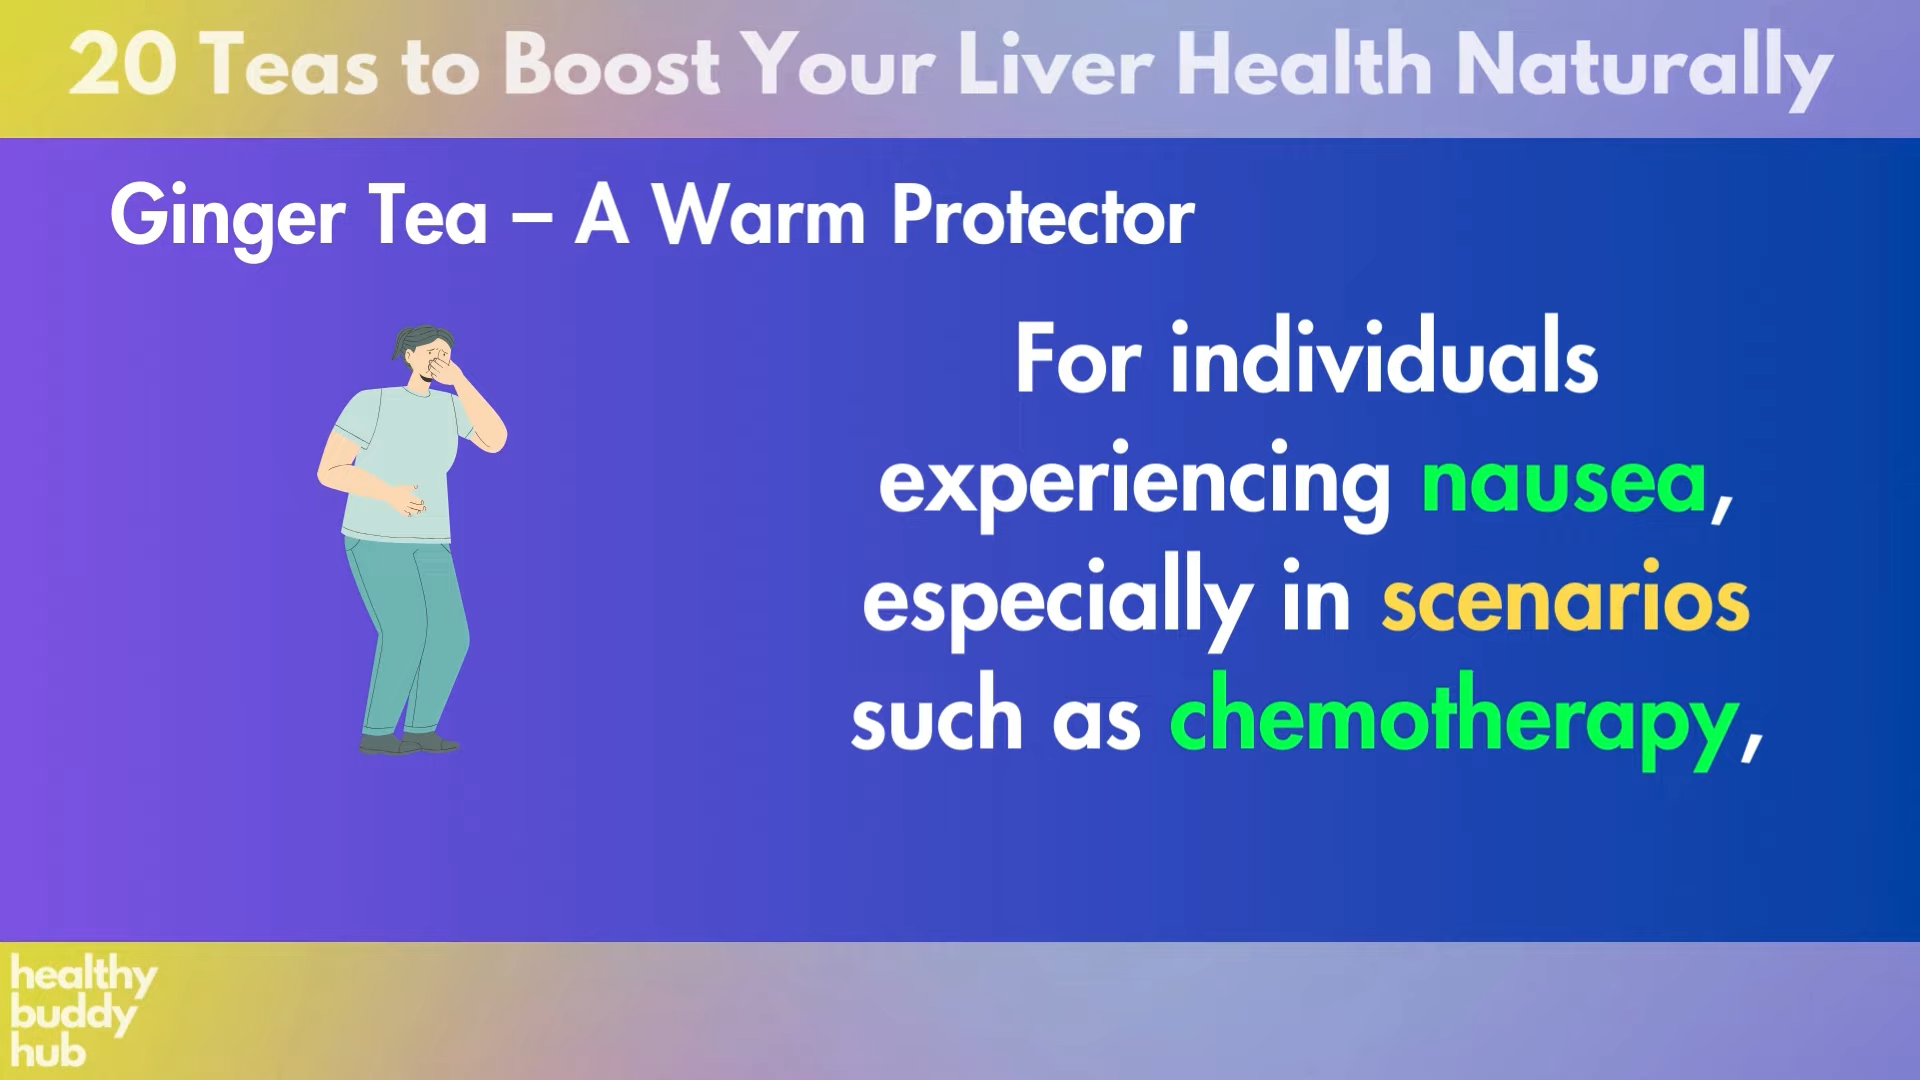 20 Teas to Boost Your Liver Health Naturally
Ginger Tea – A Warm Protector
For individuals
experiencing nausea,
especially in scenarios
such as chemotherapy,
healthy
buddy
hub